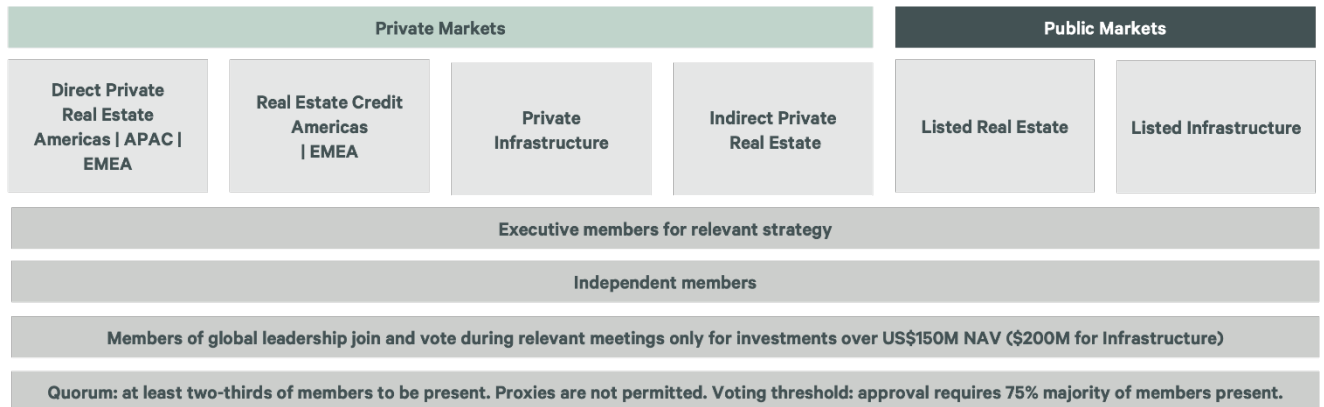 Private Markets
Public Markets
Direct Private
Real Estate
Americas | APAC |
EMEA
Real Estate Credit
Americas
| EMEA
Private
Infrastructure
Indirect Private
Real Estate
Listed Real Estate
Listed Infrastructure
Executive members for relevant strategy
Independent members
Members of global leadership join and vote during relevant meetings only for investments over US$150M NAV ($200M for Infrastructure)
Quorum: at least two-thirds of members to be present. Proxies are not permitted. Voting threshold: approval requires 75% majority of members present.